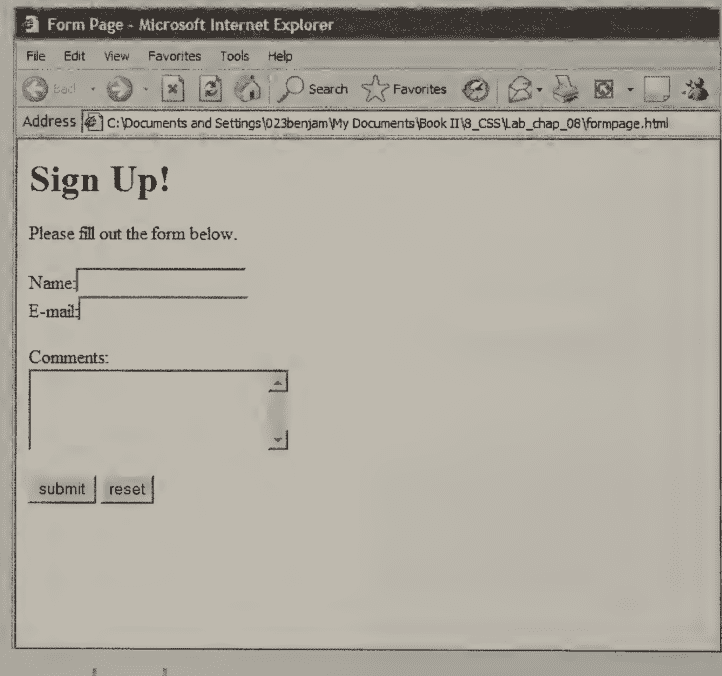 Form Page - Microsoft Internet Explorer
File Edit View Favorites Tools Help
Back Search Favorites
Address C:\Documents and Settings\023benjam\My Documents\Book II\8_CSS\Lab_chap_08\formpage.html
Sign Up!
Please fill out the form below.
Name:
E-mail:
Comments:
submit reset